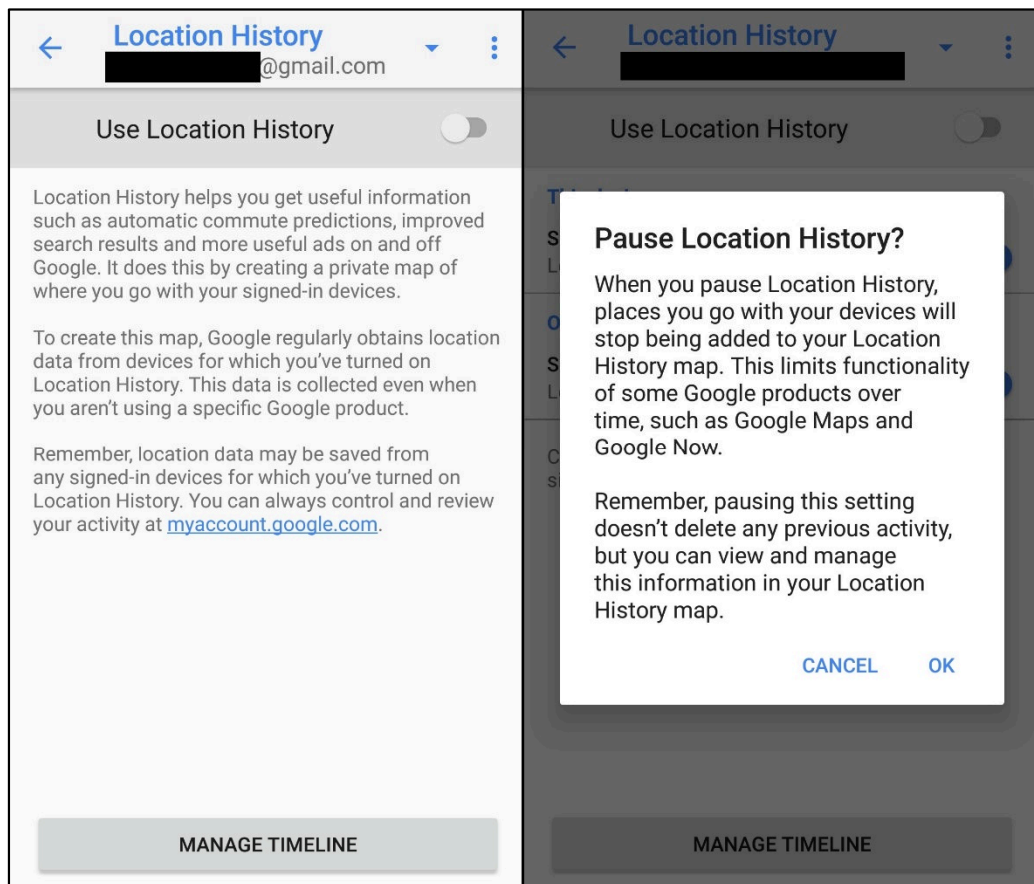 Location History
@gmail.com
Use Location History
Location History helps you get useful information
such as automatic commute predictions, improved
search results and more useful ads on and off
Google. It does this by creating a private map of
where you go with your signed-in devices.
To create this map, Google regularly obtains location
data from devices for which you've turned on
Location History. This data is collected even when
you aren't using a specific Google product.
Remember, location data may be saved from
any signed-in devices for which you've turned on
Location History. You can always control and review
your activity at myaccount.google.com.
MANAGE TIMELINE
Location History
Use Location History
Pause Location History?
When you pause Location History,
places you go with your devices will
stop being added to your Location
History map. This limits functionality
of some Google products over
time, such as Google Maps and
Google Now.
Remember, pausing this setting
doesn't delete any previous activity,
but you can view and manage
this information in your Location
History map.
CANCEL OK
MANAGE TIMELINE